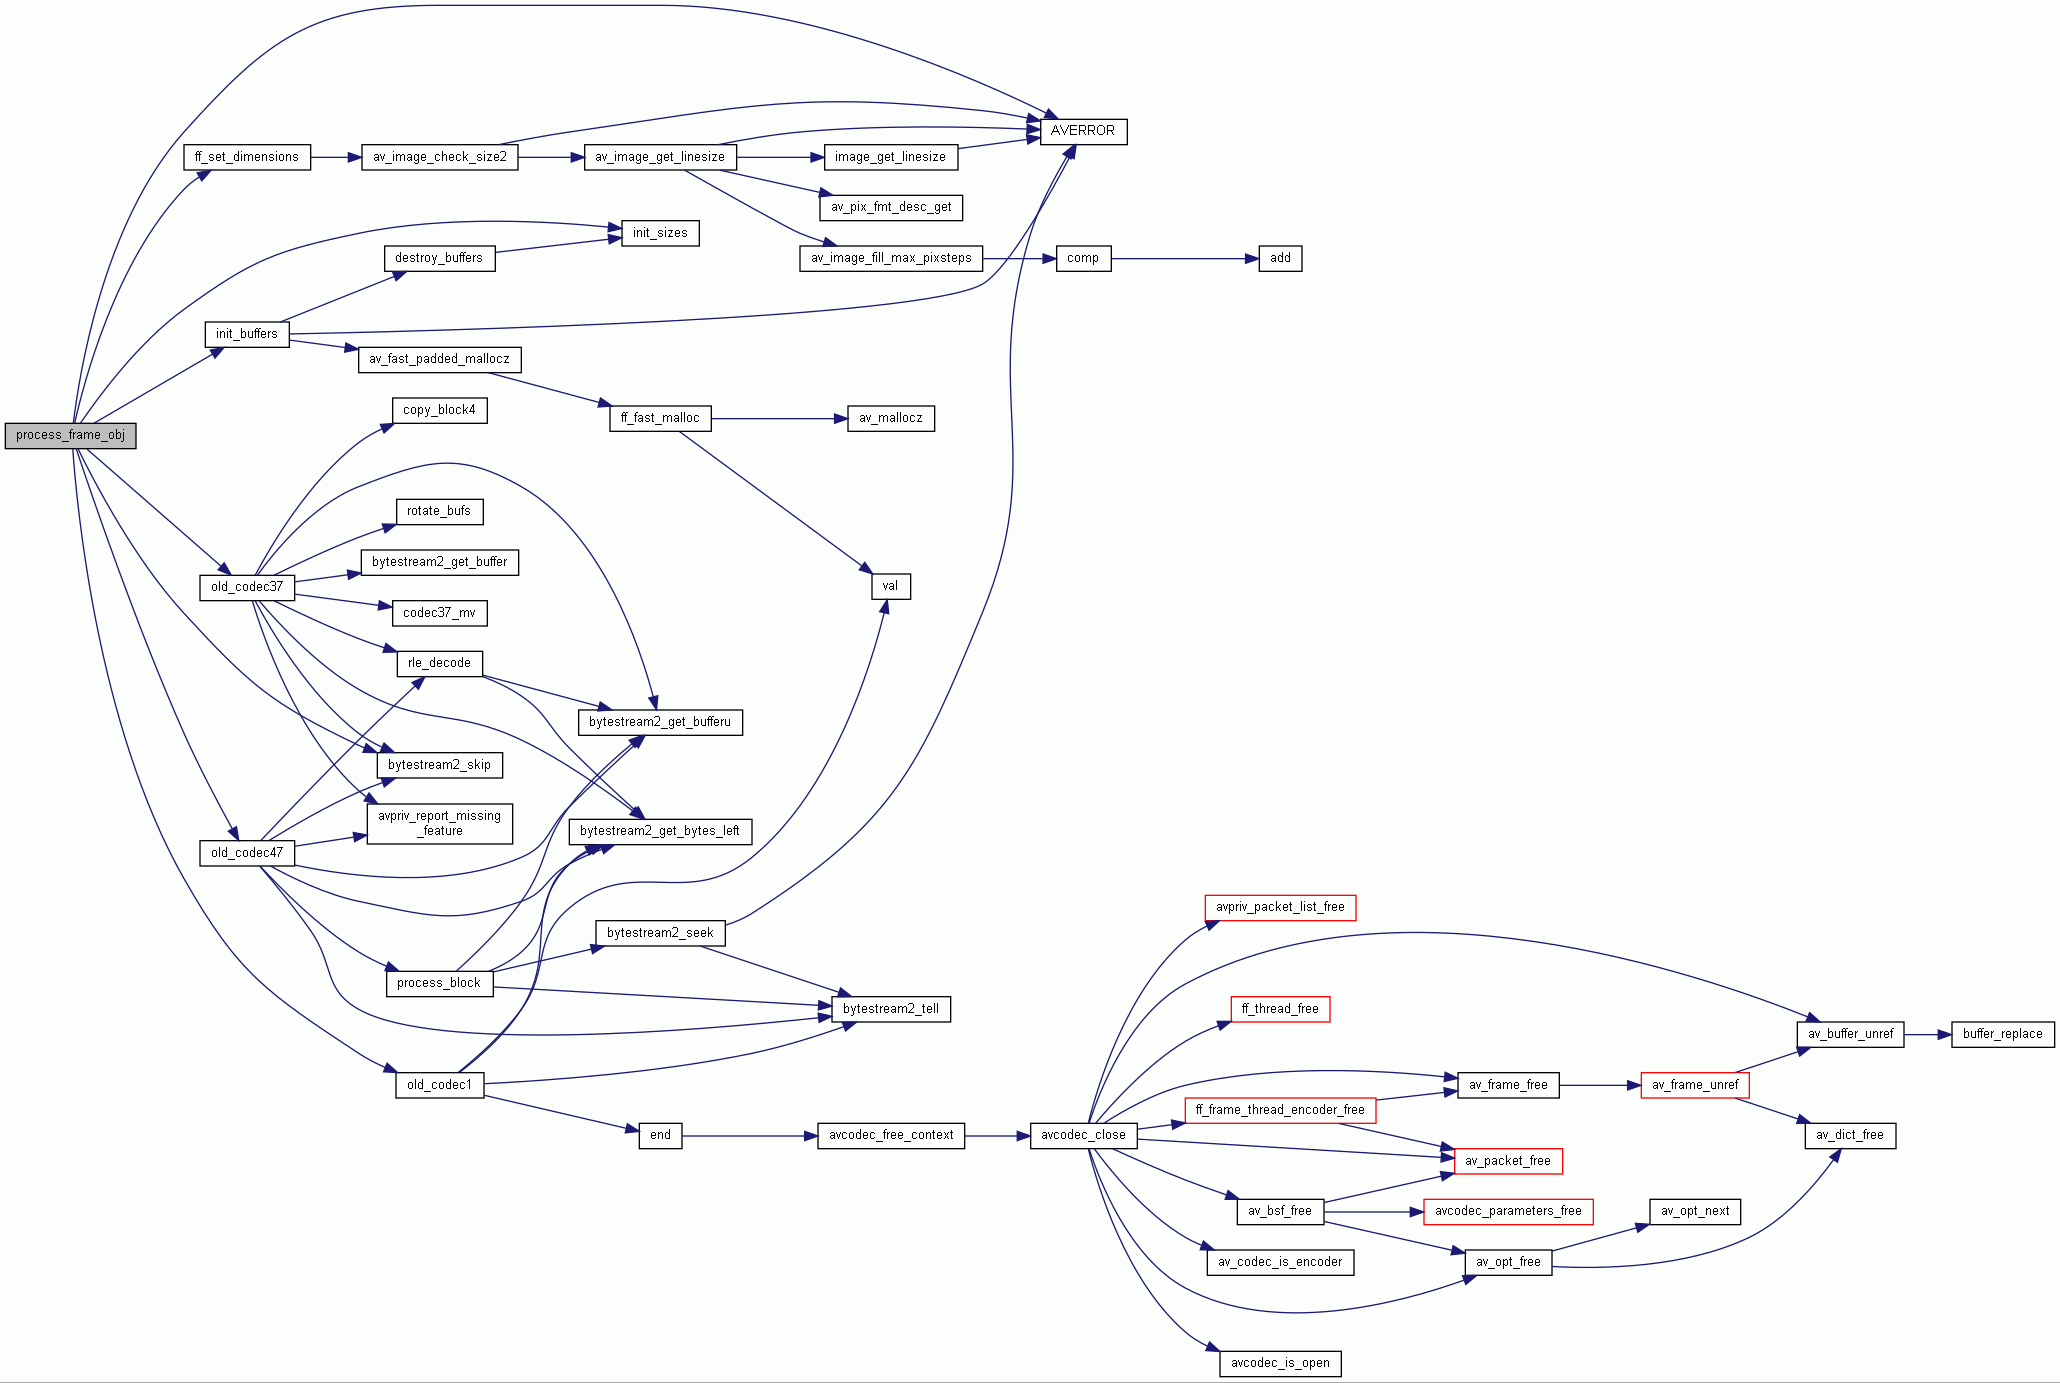 AVERROR
ff_set_dimensions
av_image_check_size2
av_image_get_linesize
image_get_linesize
av_pix_fmt_desc_get
init_sizes
destroy_buffers
av_image_fill_max_pixsteps
comp
add
init_buffers
av_fast_padded_mallocz
copy_block4
ff_fast_malloc
av_mallocz
process_frame_obj
rotate_bufs
bytestream2_get_buffer
old_codec37
val
codec37_mv
rle_decode
bytestream2_get_bufferu
bytestream2_skip
avpriv_report_missing
_feature
bytestream2_get_bytes_left
old_codec47
avpriv_packet_list_free
bytestream2_seek
process_block
bytestream2_tell
ff_thread_free
av_buffer_unref
buffer_replace
old_codec1
av_frame_free
av_frame_unref
ff_frame_thread_encoder_free
end
avcodec_free_context
avcodec_close
av_dict_free
av_packet_free
av_bsf_free
avcodec_parameters_free
av_opt_next
av_codec_is_encoder
av_opt_free
avcodec_is_open